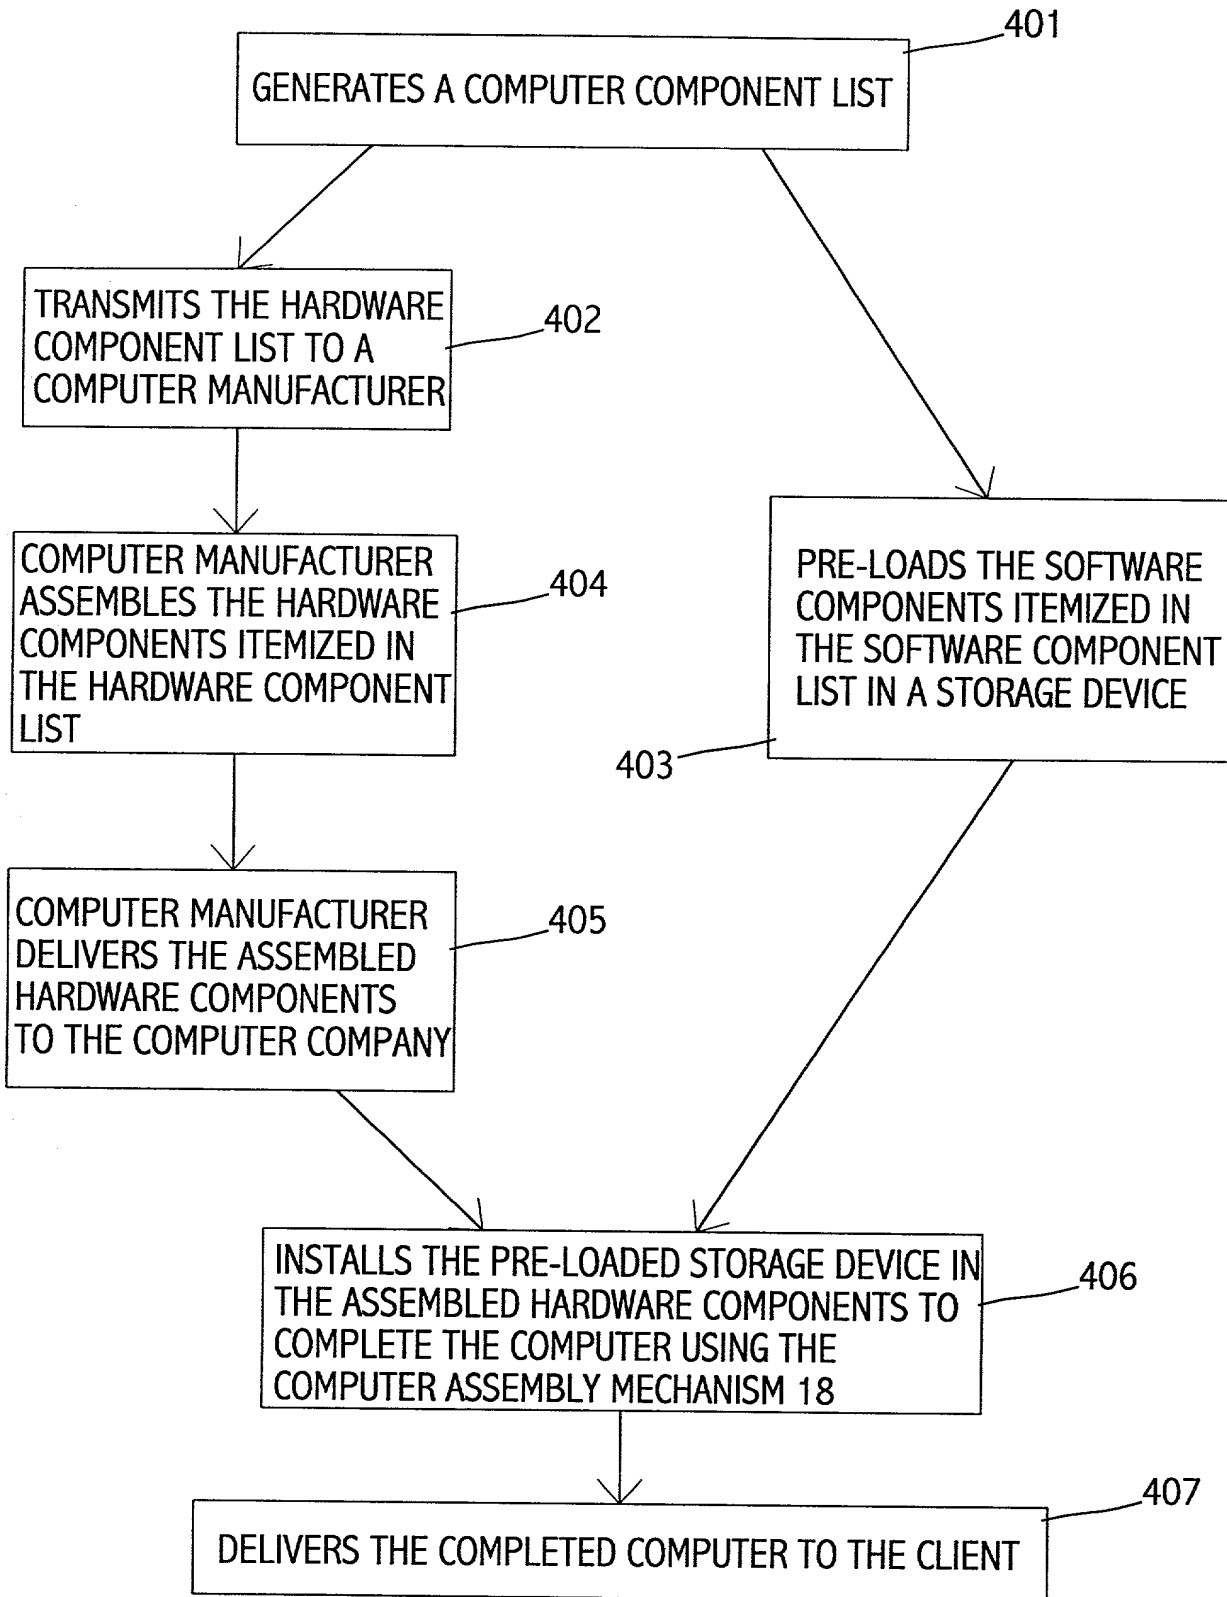 401
GENERATES A COMPUTER COMPONENT LIST
TRANSMITS THE HARDWARE
COMPONENT LIST TO A
COMPUTER MANUFACTURER
402
COMPUTER MANUFACTURER
ASSEMBLES THE HARDWARE
COMPONENTS ITEMIZED IN
THE HARDWARE COMPONENT
LIST
404
PRE-LOADS THE SOFTWARE
COMPONENTS ITEMIZED IN
THE SOFTWARE COMPONENT
LIST IN A STORAGE DEVICE
403
COMPUTER MANUFACTURER
DELIVERS THE ASSEMBLED
HARDWARE COMPONENTS
TO THE COMPUTER COMPANY
405
INSTALLS THE PRE-LOADED STORAGE DEVICE IN
THE ASSEMBLED HARDWARE COMPONENTS TO
COMPLETE THE COMPUTER USING THE
COMPUTER ASSEMBLY MECHANISM 18
406
407
DELIVERS THE COMPLETED COMPUTER TO THE CLIENT